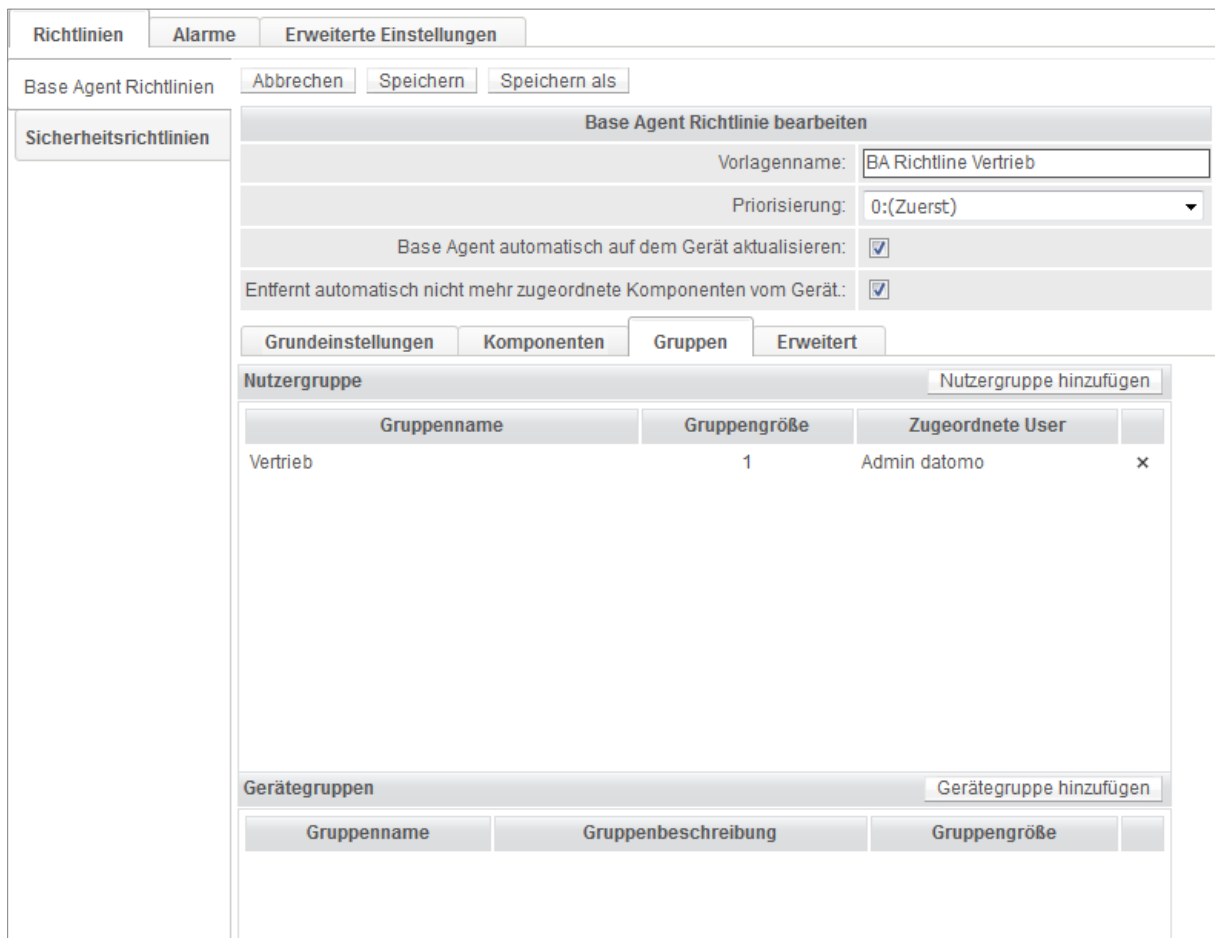 Richtlinien Alarme Erweiterte Einstellungen
Base Agent Richtlinien
Sicherheitsrichtlinien
Abbrechen Speichern Speichern als
Base Agent Richtlinie bearbeiten
Vorlagenname: BA Richtline Vertrieb
Priorisierung: 0:(Zuerst)
Base Agent automatisch auf dem Gerät aktualisieren:
Entfernt automatisch nicht mehr zugeordnete Komponenten vom Gerät.:
Grundeinstellungen Komponenten Gruppen Erweitert
Nutzergruppe Nutzergruppe hinzufügen
Gruppenname Gruppengröße Zugeordnete User
Vertrieb 1 Admin datomo ×
Gerätegruppen Gerätegruppe hinzufügen
Gruppenname Gruppenbeschreibung Gruppengröße